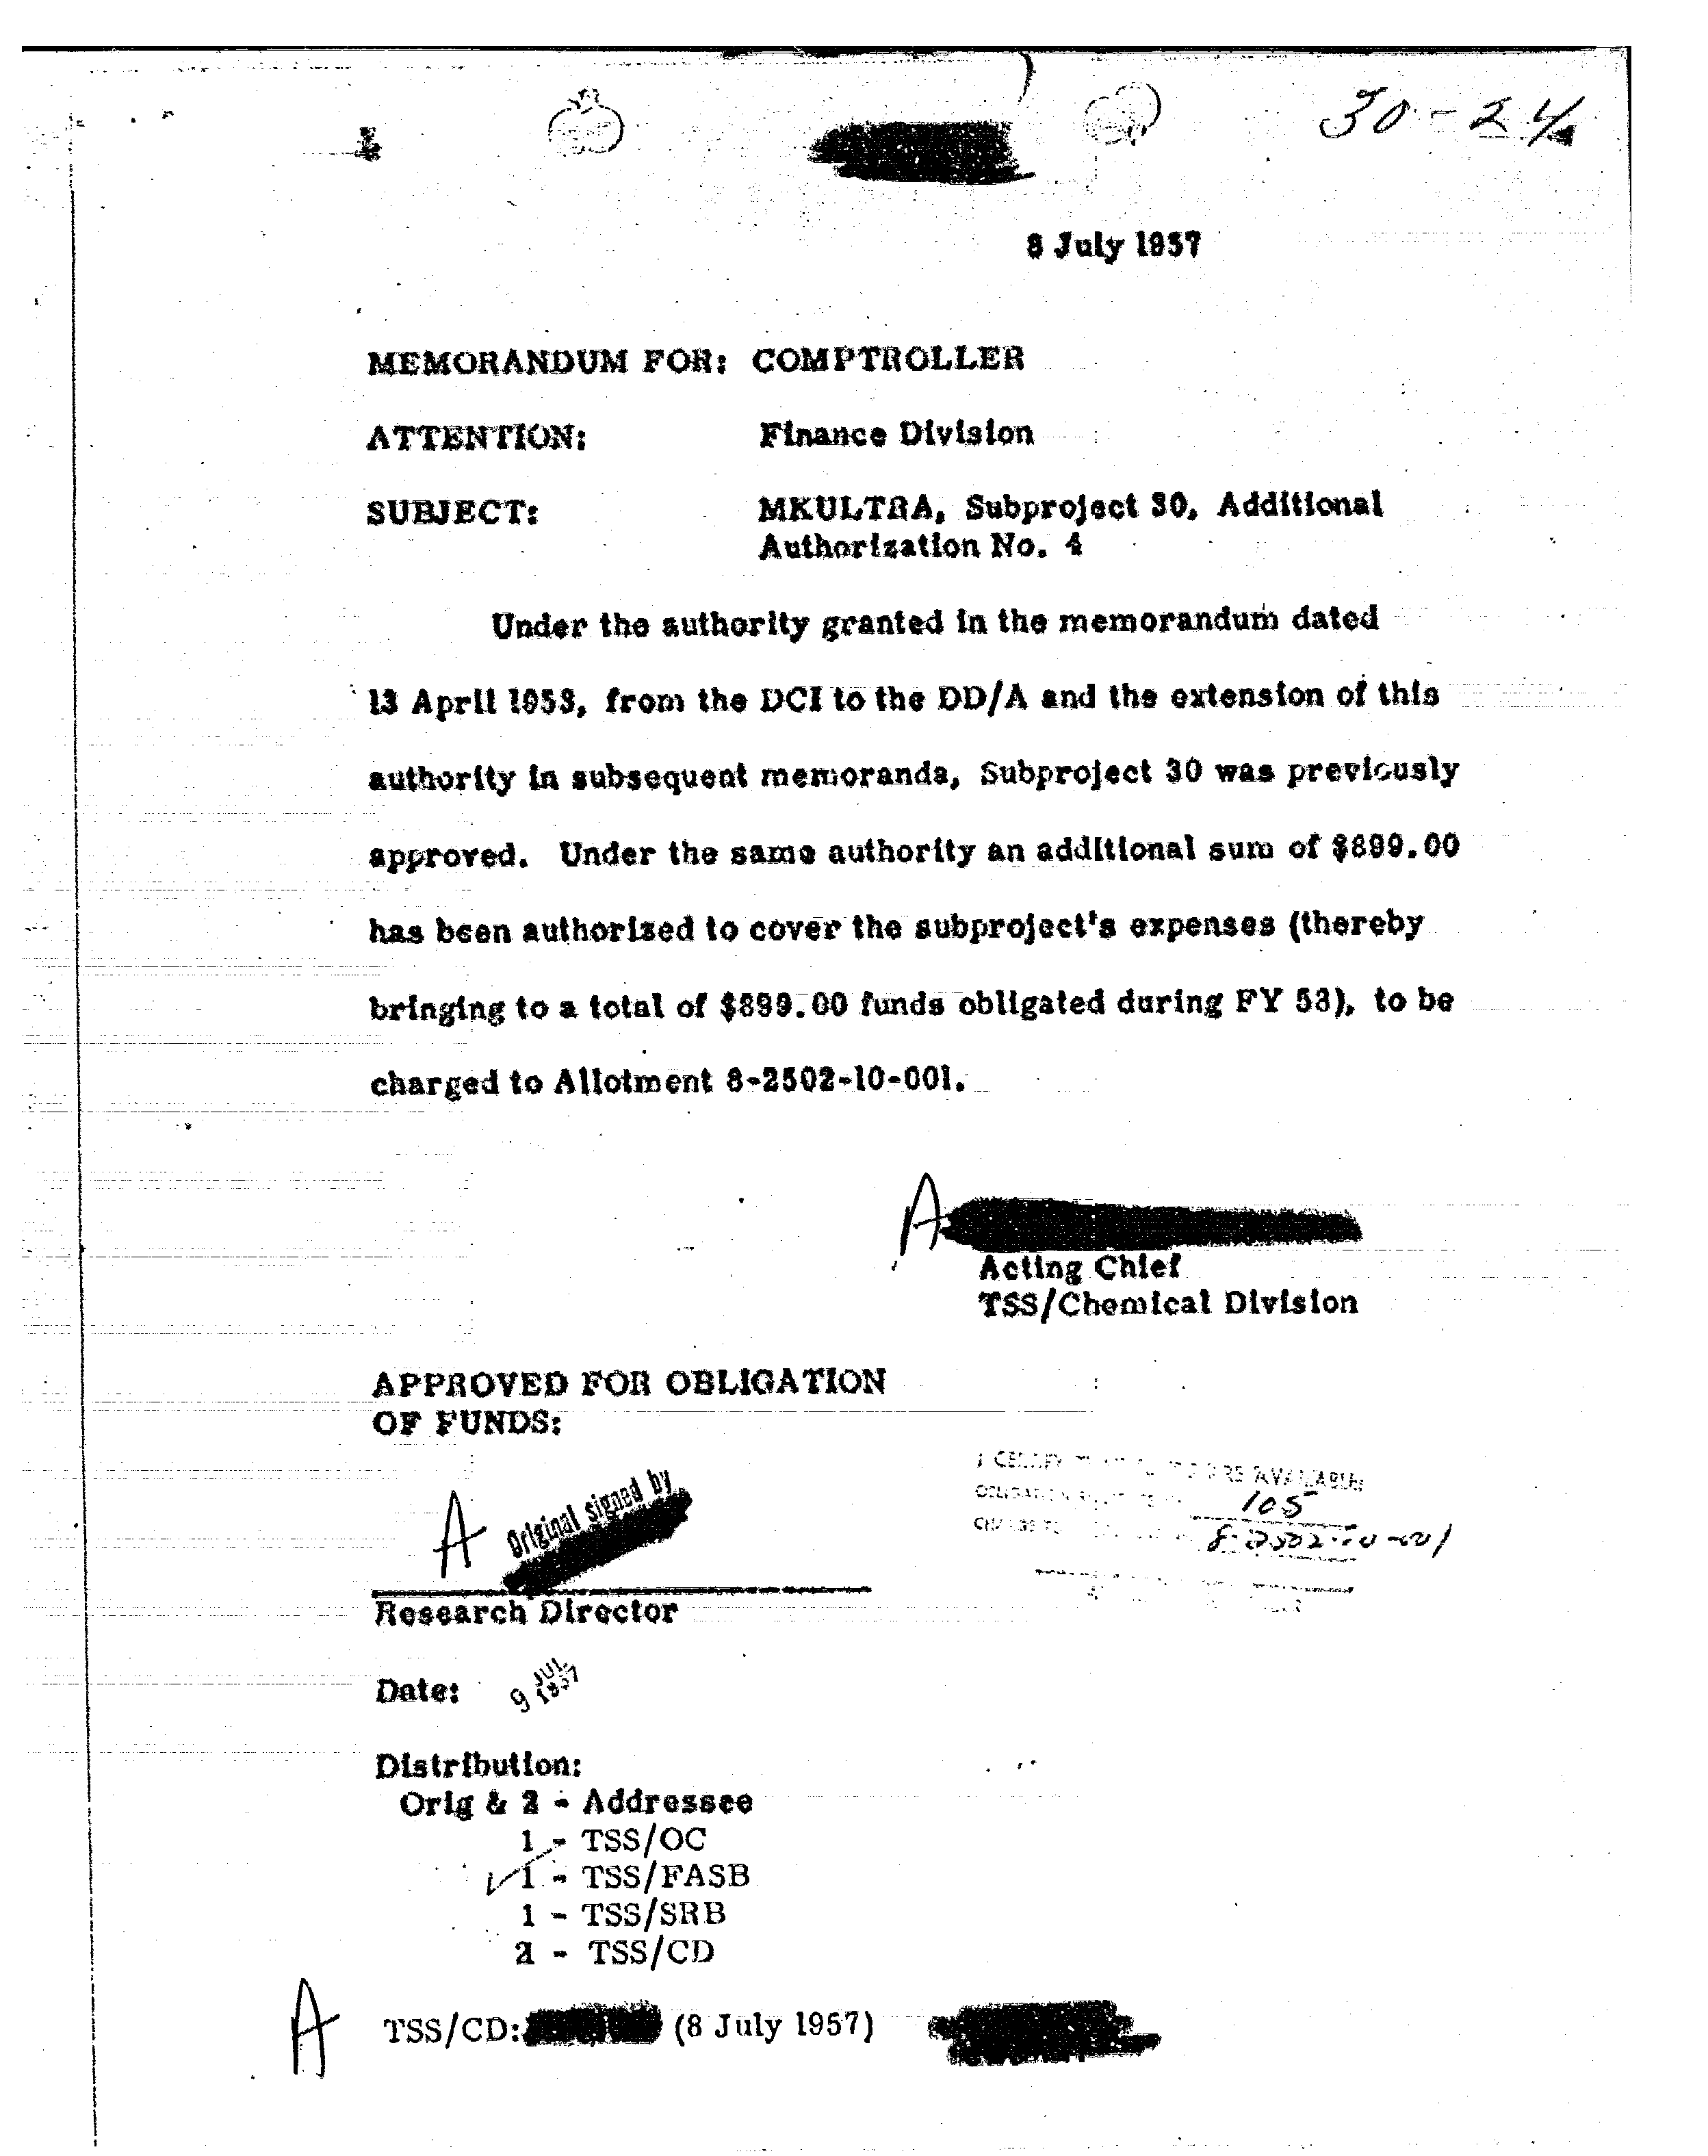 30-24
8 July 1957
MEMORANDUM FOR: COMPTROLLER
ATTENTION: Finance Division
SUBJECT: MKULTRA, Subproject 30, Additional
Authorization No. 4
Under the authority granted in the memorandum dated
13 April 1953, from the DCI to the DD/A and the extension of this
authority in subsequent memoranda, Subproject 30 was previously
approved. Under the same authority an additional sum of $899.00
has been authorized to cover the subproject's expenses (thereby
bringing to a total of $899.00 funds obligated during FY 58), to be
charged to Allotment 8-2502-10-001.
A
Acting Chief
TSS/Chemical Division
APPROVED FOR OBLIGATION
OF FUNDS:
I CERTIFY ARE AVAILABLE
A Original signed by
105
8-2502-10-001
Research Director
Date: 9 JUL 1957
Distribution:
Orig & 2 - Addressee
1 - TSS/OC
1 - TSS/FASB
1 - TSS/SRB
2 - TSS/CD
A TSS/CD: (8 July 1957)